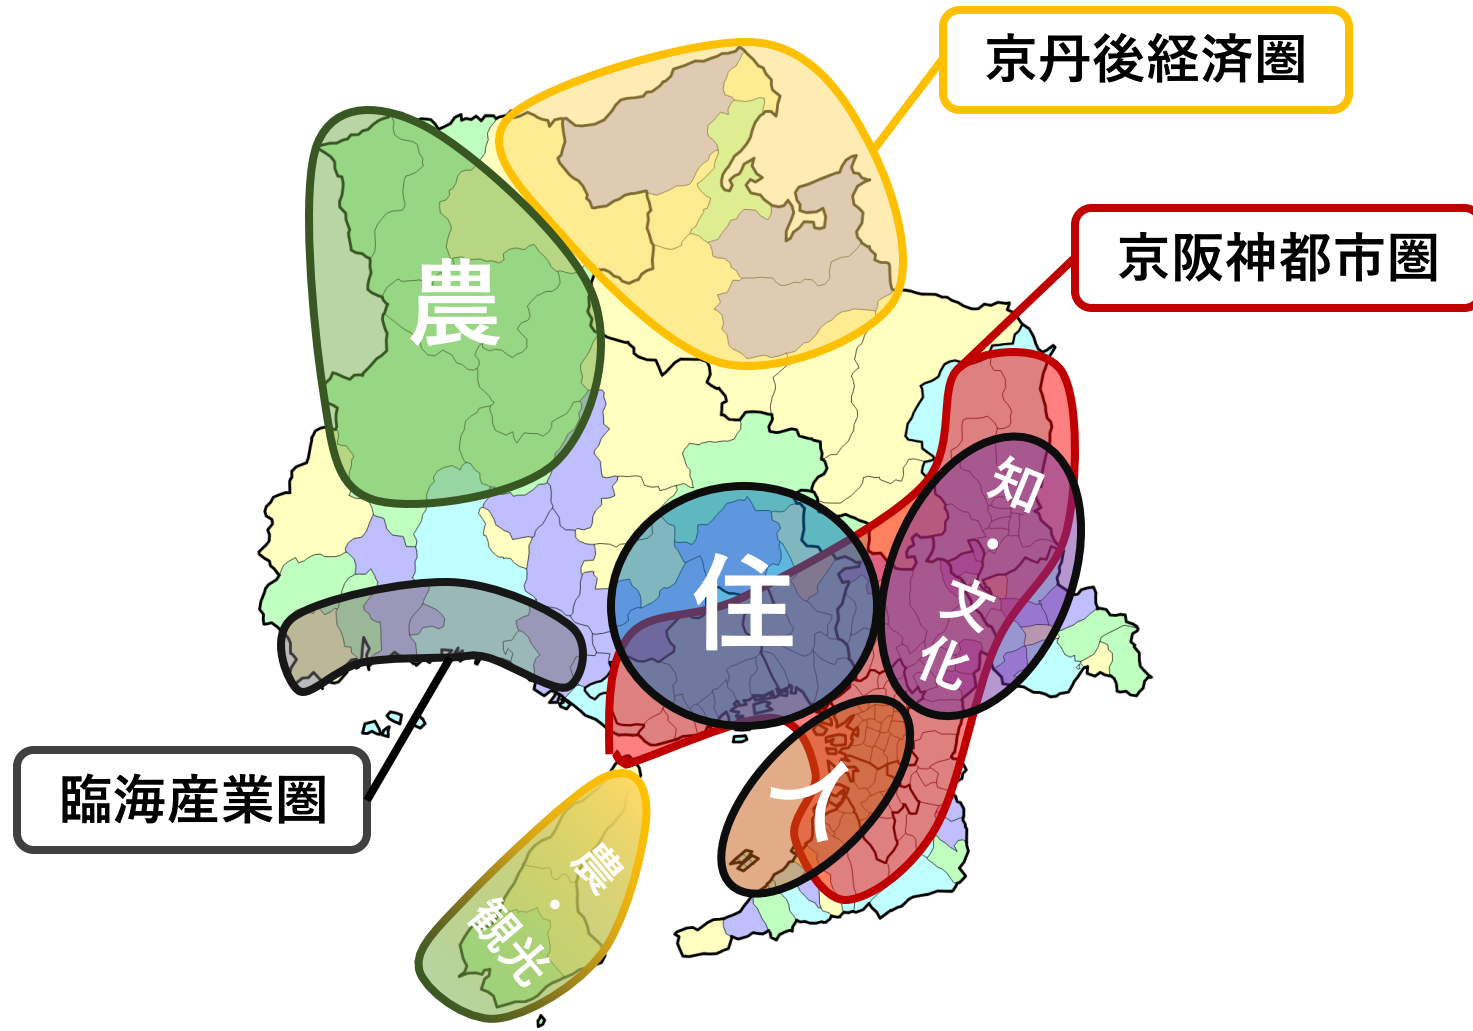 京丹後経済圏
京阪神都市圏
農
知・文化
住
人
臨海産業圏
農・観光